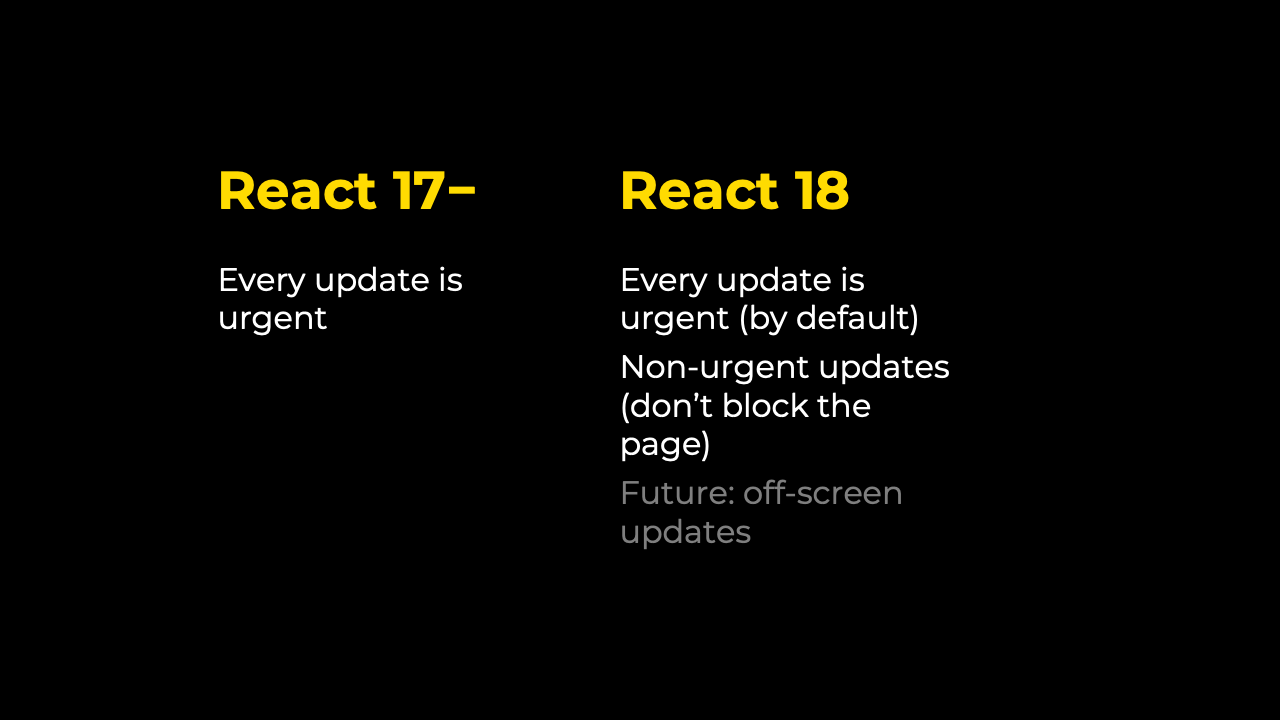 React 17–
Every update is
urgent
React 18
Every update is
urgent (by default)
Non-urgent updates
(don’t block the
page)
Future: off-screen
updates